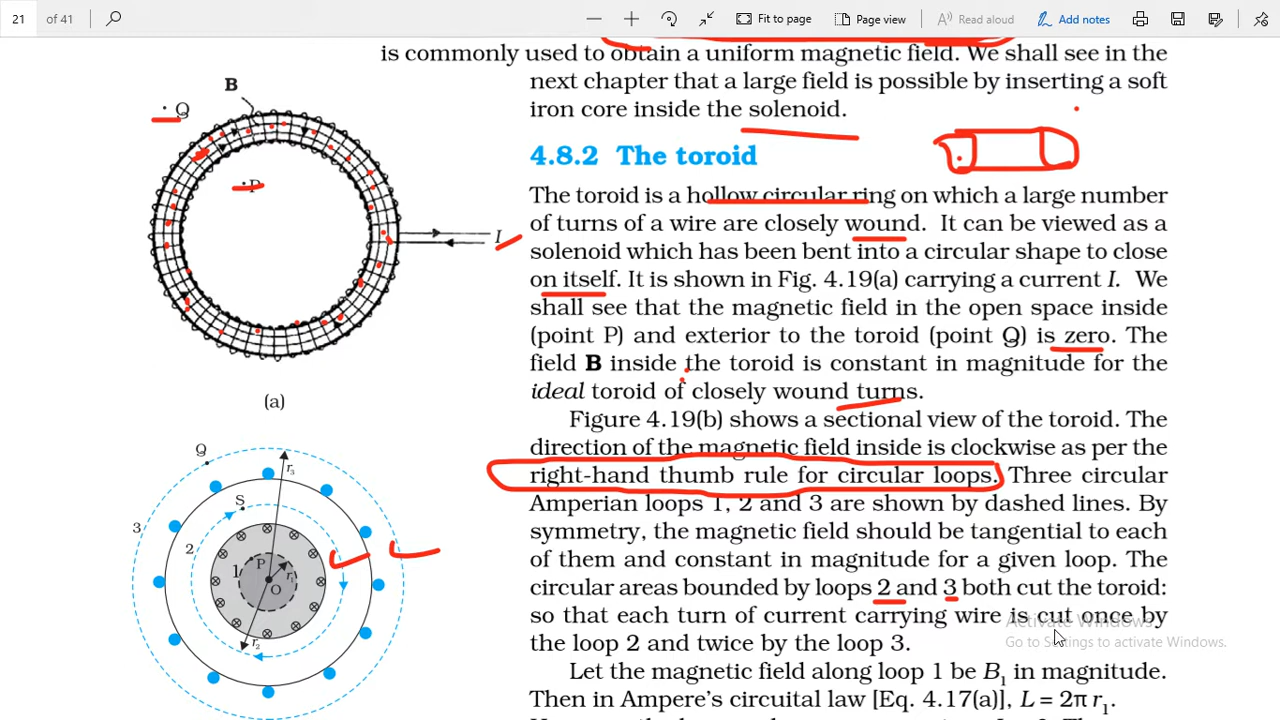 21 of 41
Fit to page
Page view
Read aloud
Add notes
is commonly used to obtain a uniform magnetic field. We shall see in the
next chapter that a large field is possible by inserting a soft
iron core inside the solenoid.
4.8.2 The toroid
The toroid is a hollow circular ring on which a large number
of turns of a wire are closely wound. It can be viewed as a
solenoid which has been bent into a circular shape to close
on itself. It is shown in Fig. 4.19(a) carrying a current I. We
shall see that the magnetic field in the open space inside
(point P) and exterior to the toroid (point Q) is zero. The
field B inside the toroid is constant in magnitude for the
ideal toroid of closely wound turns.
Figure 4.19(b) shows a sectional view of the toroid. The
direction of the magnetic field inside is clockwise as per the
right-hand thumb rule for circular loops. Three circular
Amperian loops 1, 2 and 3 are shown by dashed lines. By
symmetry, the magnetic field should be tangential to each
of them and constant in magnitude for a given loop. The
circular areas bounded by loops 2 and 3 both cut the toroid:
so that each turn of current carrying wire is cut once by
the loop 2 and twice by the loop 3.
Let the magnetic field along loop 1 be B₁ in magnitude.
Then in Ampere's circuital law [Eq. 4.17(a)], L = 2π r₁.
B
Q
P
I
(a)
Q
r₃
S
3
2
P
1
r₁
O
r₂
Activate Windows
Go to Settings to activate Windows.